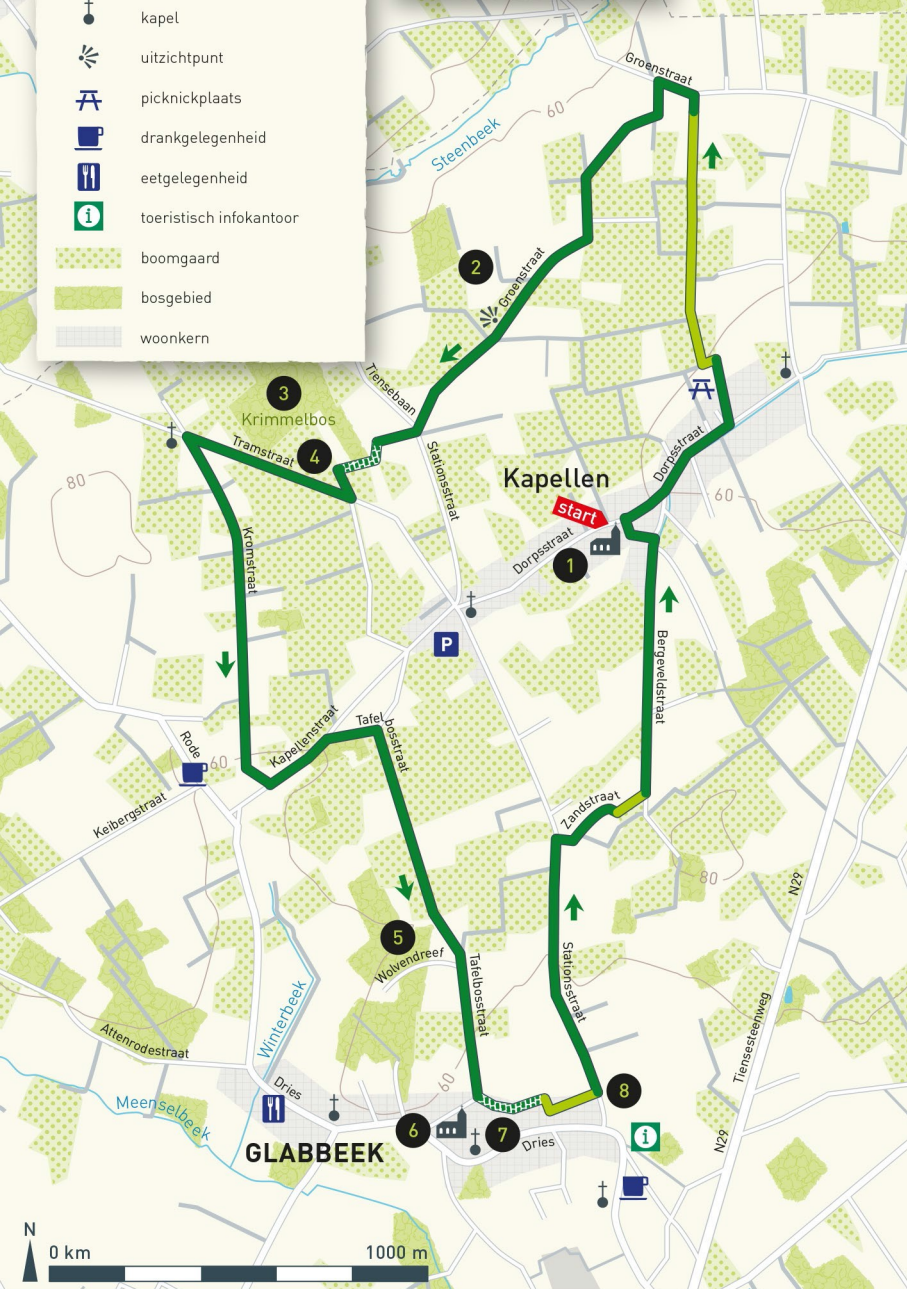 kapel
uitzichtpunt
picknickplaats
drankgelegenheid
eetgelegenheid
i
toeristisch infokantoor
boomgaard
bosgebied
woonkern
Groenstraat
60
Steenbeek
2
Groenstraat
Tiensebaan
3
Krimmelbos
Tramstraat
4
Stationsstraat
Dorpsstraat
80
Kapellen
60
start
Dorpsstraat
1
Kromstraat
P
Bergeveldstraat
Tafelbosstraat
Kapellenstraat
Rode
60
Keibergstraat
Zandstraat
80
N29
5
Wolvendreef
Tafelbosstraat
Stationsstraat
Winterbeek
Attenrodestraat
Tiensesteenweg
60
Dries
8
Meenselbeek
6
7
Dries
i
N29
GLABBEEK
N
0 km
1000 m